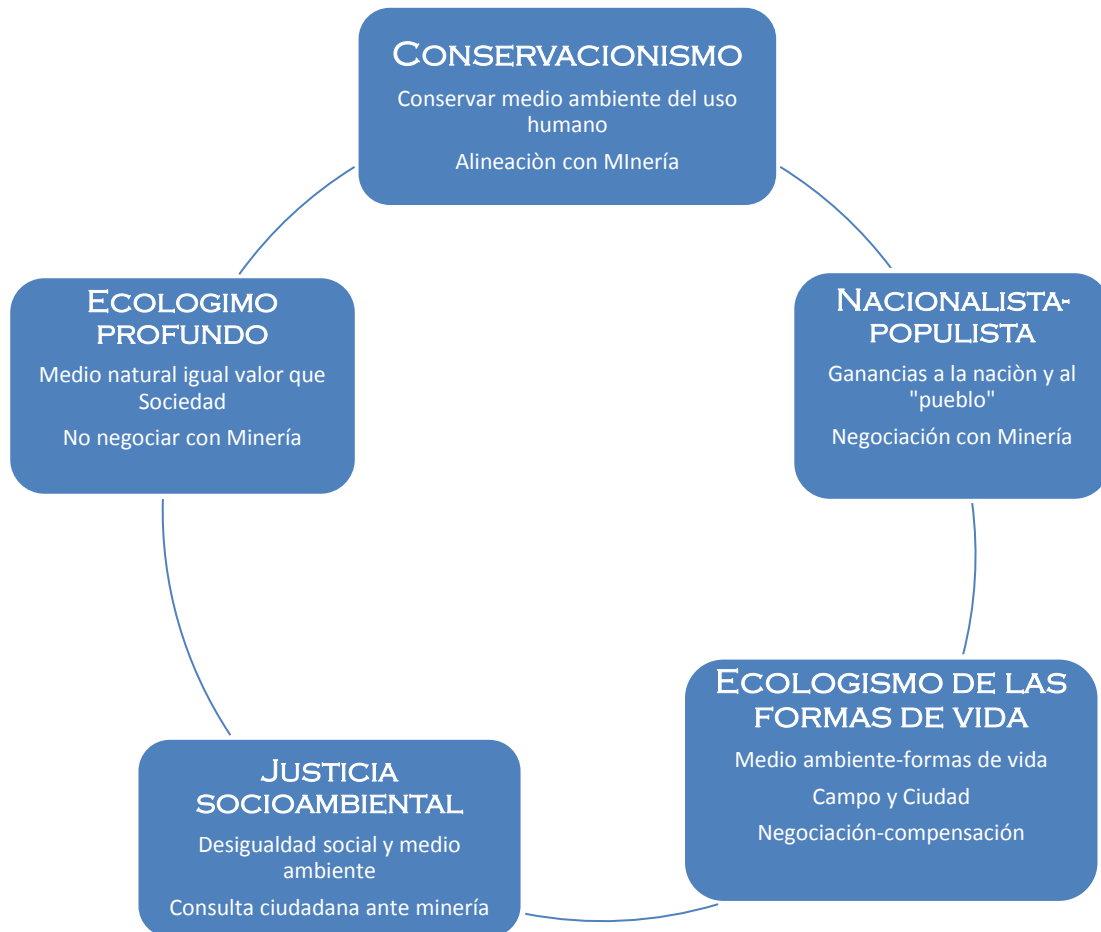 CONSERVACIONISMO
Conservar medio ambiente del uso
humano
Alineaciòn con MInería
NACIONALISTA-
POPULISTA
Ganancias a la naciòn y al
"pueblo"
Negociación con Minería
ECOLOGISMO DE LAS
FORMAS DE VIDA
Medio ambiente-formas de vida
Campo y Ciudad
Negociación-compensación
JUSTICIA
SOCIOAMBIENTAL
Desigualdad social y medio
ambiente
Consulta ciudadana ante minería
ECOLOGIMO
PROFUNDO
Medio natural igual valor que
Sociedad
No negociar con Minería